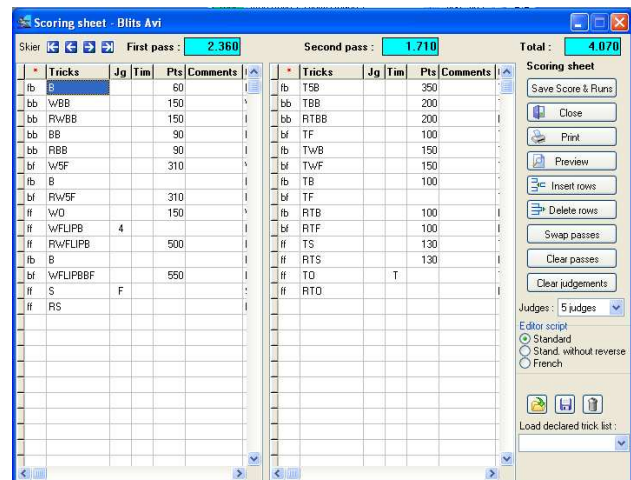 Scoring sheet - Blits Avi
Skier First pass : 2.360 Second pass : 1.710 Total : 4.070
* Tricks Jg Tim Pts Comments
fb B 60
bb WBB 150
bb RWBB 150
bb BB 90
bb RBB 90
bf W5F 310
fb B
bf RW5F 310
ff WO 150
ff WFLIPB 4
ff RWFLIPB 500
fb B
bf WFLIPBBF 550
ff S F
ff RS
* Tricks Jg Tim Pts Comments
fb T5B 350
bb TBB 200
bb RTBB 200
bf TF 100
fb TWB 150
bf TWF 150
fb TB 100
bf TF
fb RTB 100
bf RTF 100
ff TS 130
ff RTS 130
ff TO T
ff RTO
Scoring sheet
Save Score & Runs
Close
Print
Preview
Insert rows
Delete rows
Swap passes
Clear passes
Clear judgements
Judges : 5 judges
Editor script
Standard
Stand. without reverse
French
Load declared trick list :